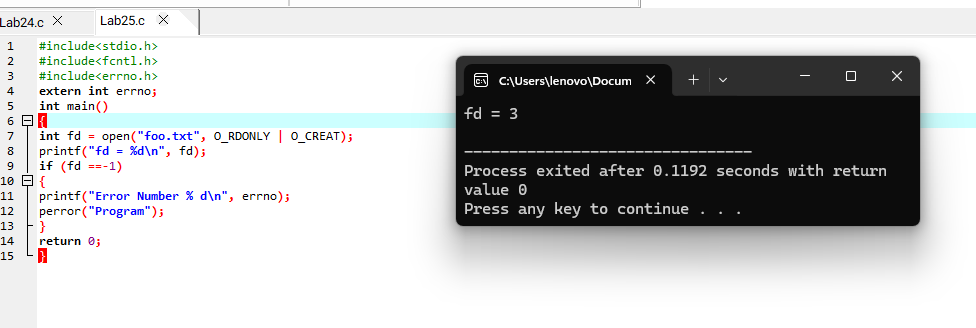 Lab24.c
Lab25.c
1 #include<stdio.h>
2 #include<fcntl.h>
3 #include<errno.h>
4 extern int errno;
5 int main()
6 {
7 int fd = open("foo.txt", O_RDONLY | O_CREAT);
8 printf("fd = %d\n", fd);
9 if (fd ==-1)
10 {
11 printf("Error Number % d\n", errno);
12 perror("Program");
13 }
14 return 0;
15 }
C:\Users\lenovo\Docum
fd = 3
--------------------------------
Process exited after 0.1192 seconds with return
value 0
Press any key to continue . . .